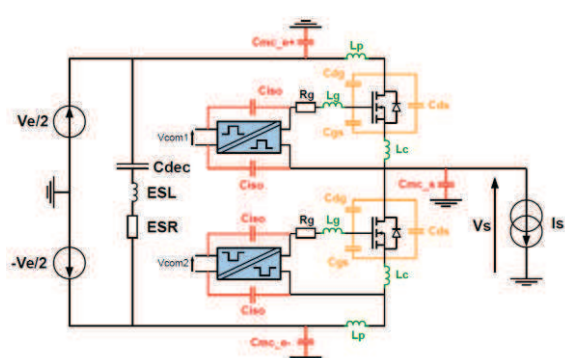 Cmc_e+
Lp
Ciso
Rg
Lg
Cdg
Cds
Cgs
Vcom1
Ve/2
Cdec
Ciso
Lc
ESL
Cmc_s
ESR
Vs
Is
Ciso
Rg
Lg
Cdg
Cds
Cgs
-Ve/2
Vcom2
Ciso
Lc
Cmc_e-
Lp